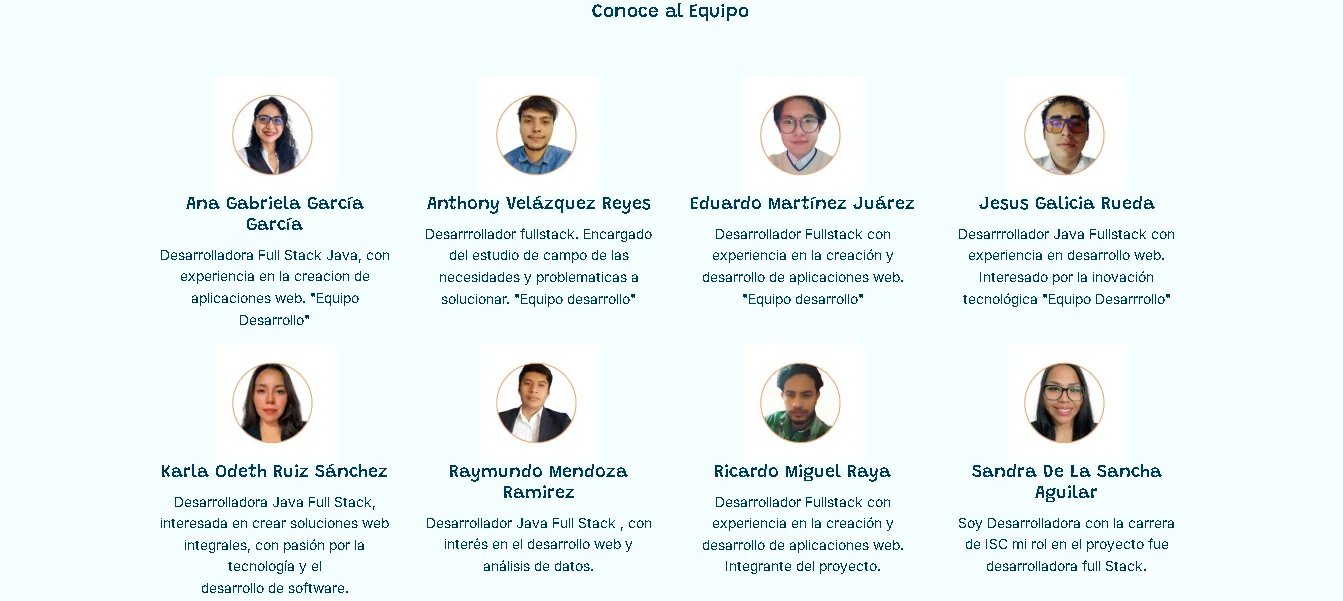 Conoce al Equipo
Ana Gabriela García
García
Desarrolladora Full Stack Java, con
experiencia en la creacion de
aplicaciones web. "Equipo
Desarrollo"
Anthony Velázquez Reyes
Desarrrollador fullstack. Encargado
del estudio de campo de las
necesidades y problematicas a
solucionar. "Equipo desarrollo"
Eduardo Martínez Juárez
Desarrollador Fullstack con
experiencia en la creación y
desarrollo de aplicaciones web.
"Equipo desarrollo"
Jesus Galicia Rueda
Desarrrollador Java Fullstack con
experiencia en desarrollo web.
Interesado por la inovación
tecnológica "Equipo Desarrrollo"
Karla Odeth Ruiz Sánchez
Desarrolladora Java Full Stack,
interesada en crear soluciones web
integrales, con pasión por la
tecnología y el
desarrollo de software.
Raymundo Mendoza
Ramirez
Desarrollador Java Full Stack , con
interés en el desarrollo web y
análisis de datos.
Ricardo Miguel Raya
Desarrollador Fullstack con
experiencia en la creación y
desarrollo de aplicaciones web.
Integrante del proyecto.
Sandra De La Sancha
Aguilar
Soy Desarrolladora con la carrera
de ISC mi rol en el proyecto fue
desarrolladora full Stack.